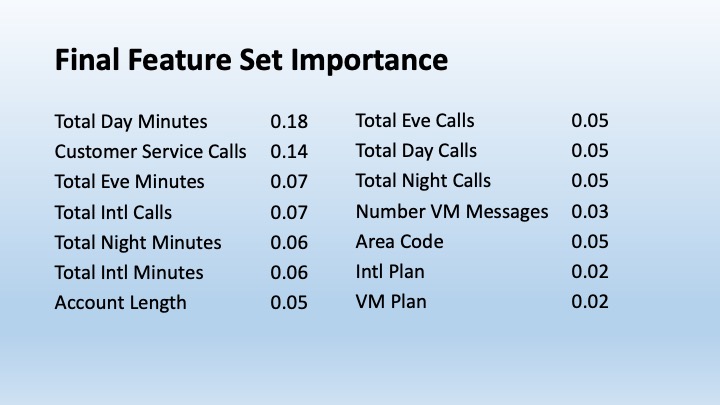 Final Feature Set Importance
Total Day Minutes 0.18
Customer Service Calls 0.14
Total Eve Minutes 0.07
Total Intl Calls 0.07
Total Night Minutes 0.06
Total Intl Minutes 0.06
Account Length 0.05
Total Eve Calls 0.05
Total Day Calls 0.05
Total Night Calls 0.05
Number VM Messages 0.03
Area Code 0.05
Intl Plan 0.02
VM Plan 0.02